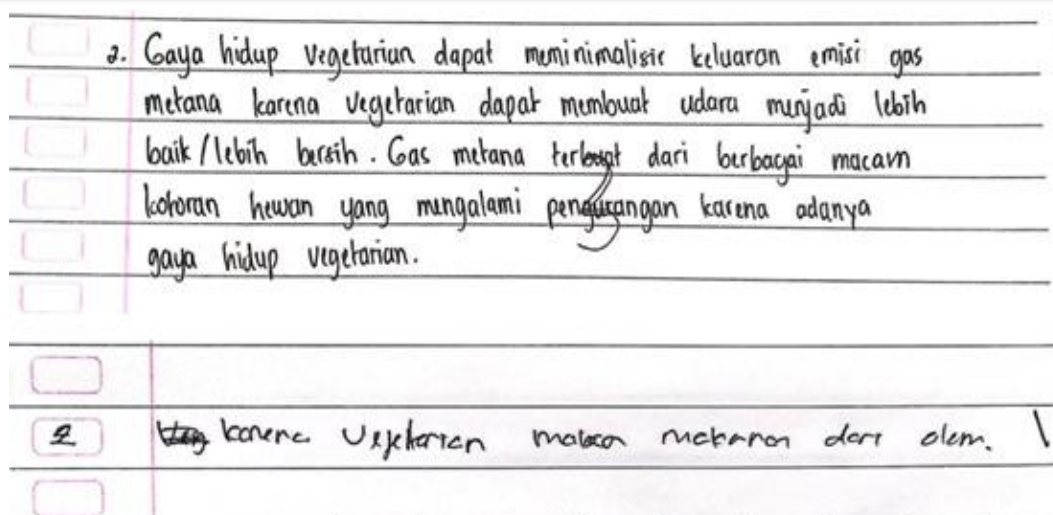 2. Gaya hidup vegetarian dapat meminimalisir keluaran emisi gas
metana karena vegetarian dapat membuat udara menjadi lebih
baik / lebih bersih. Gas metana terbuat dari berbagai macam
kotoran hewan yang mengalami pengurangan karena adanya
gaya hidup vegetarian.
2 karena vegetarian makan makanan dari alam.